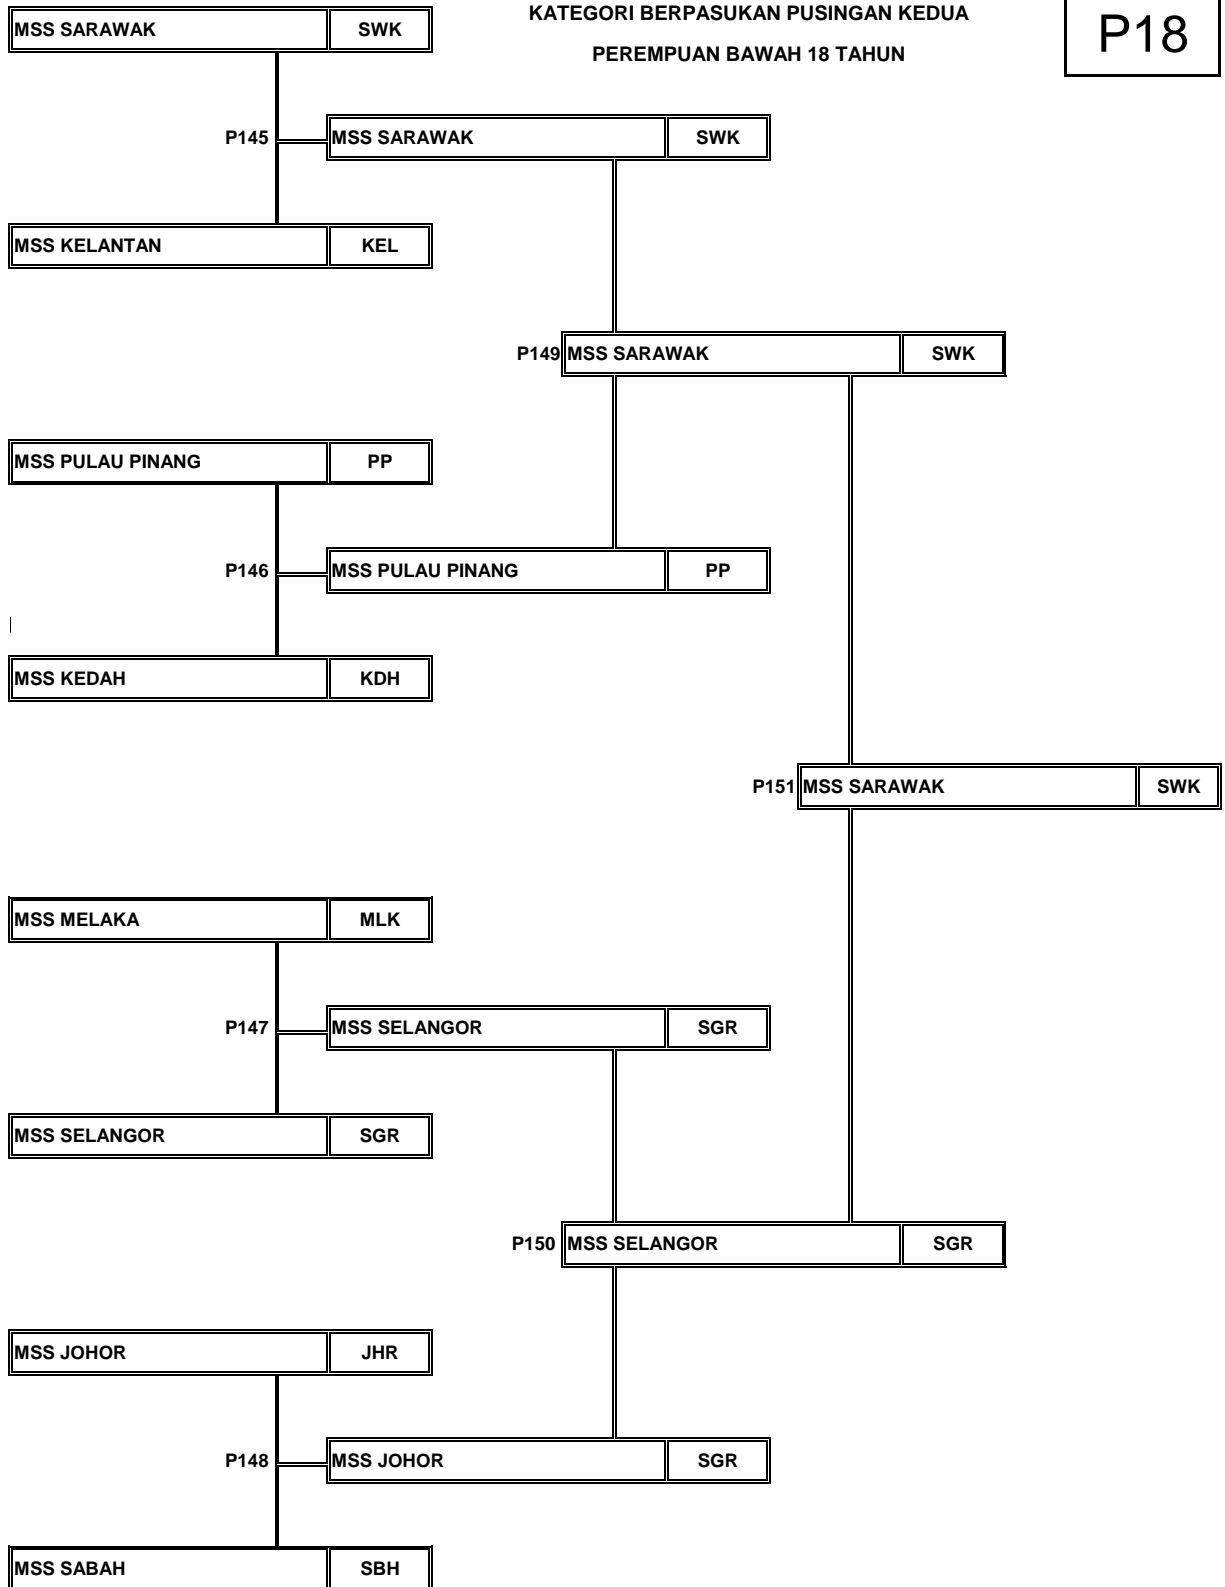 KATEGORI BERPASUKAN PUSINGAN KEDUA
PEREMPUAN BAWAH 18 TAHUN
P18
MSS SARAWAK SWK
P145 MSS SARAWAK SWK
MSS KELANTAN KEL
P149 MSS SARAWAK SWK
MSS PULAU PINANG PP
P146 MSS PULAU PINANG PP
MSS KEDAH KDH
P151 MSS SARAWAK SWK
MSS MELAKA MLK
P147 MSS SELANGOR SGR
MSS SELANGOR SGR
P150 MSS SELANGOR SGR
MSS JOHOR JHR
P148 MSS JOHOR SGR
MSS SABAH SBH